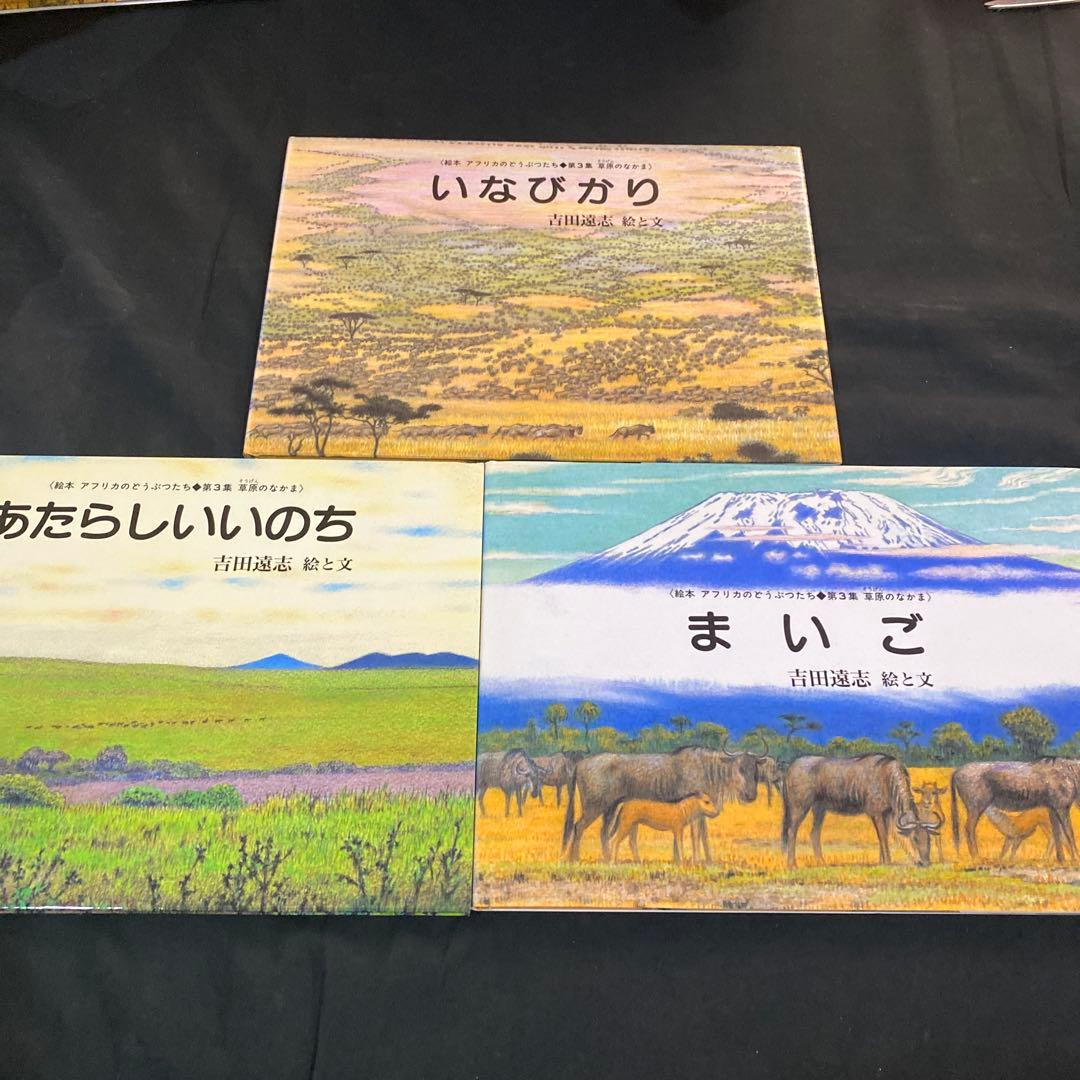 〈絵本 アフリカのどうぶつたち◆第3集 草原のなかま〉
いなびかり
吉田遠志 絵と文
〈絵本 アフリカのどうぶつたち◆第3集 草原のなかま〉
あたらしいいのち
吉田遠志 絵と文
〈絵本 アフリカのどうぶつたち◆第3集 草原のなかま〉
まいご
吉田遠志 絵と文